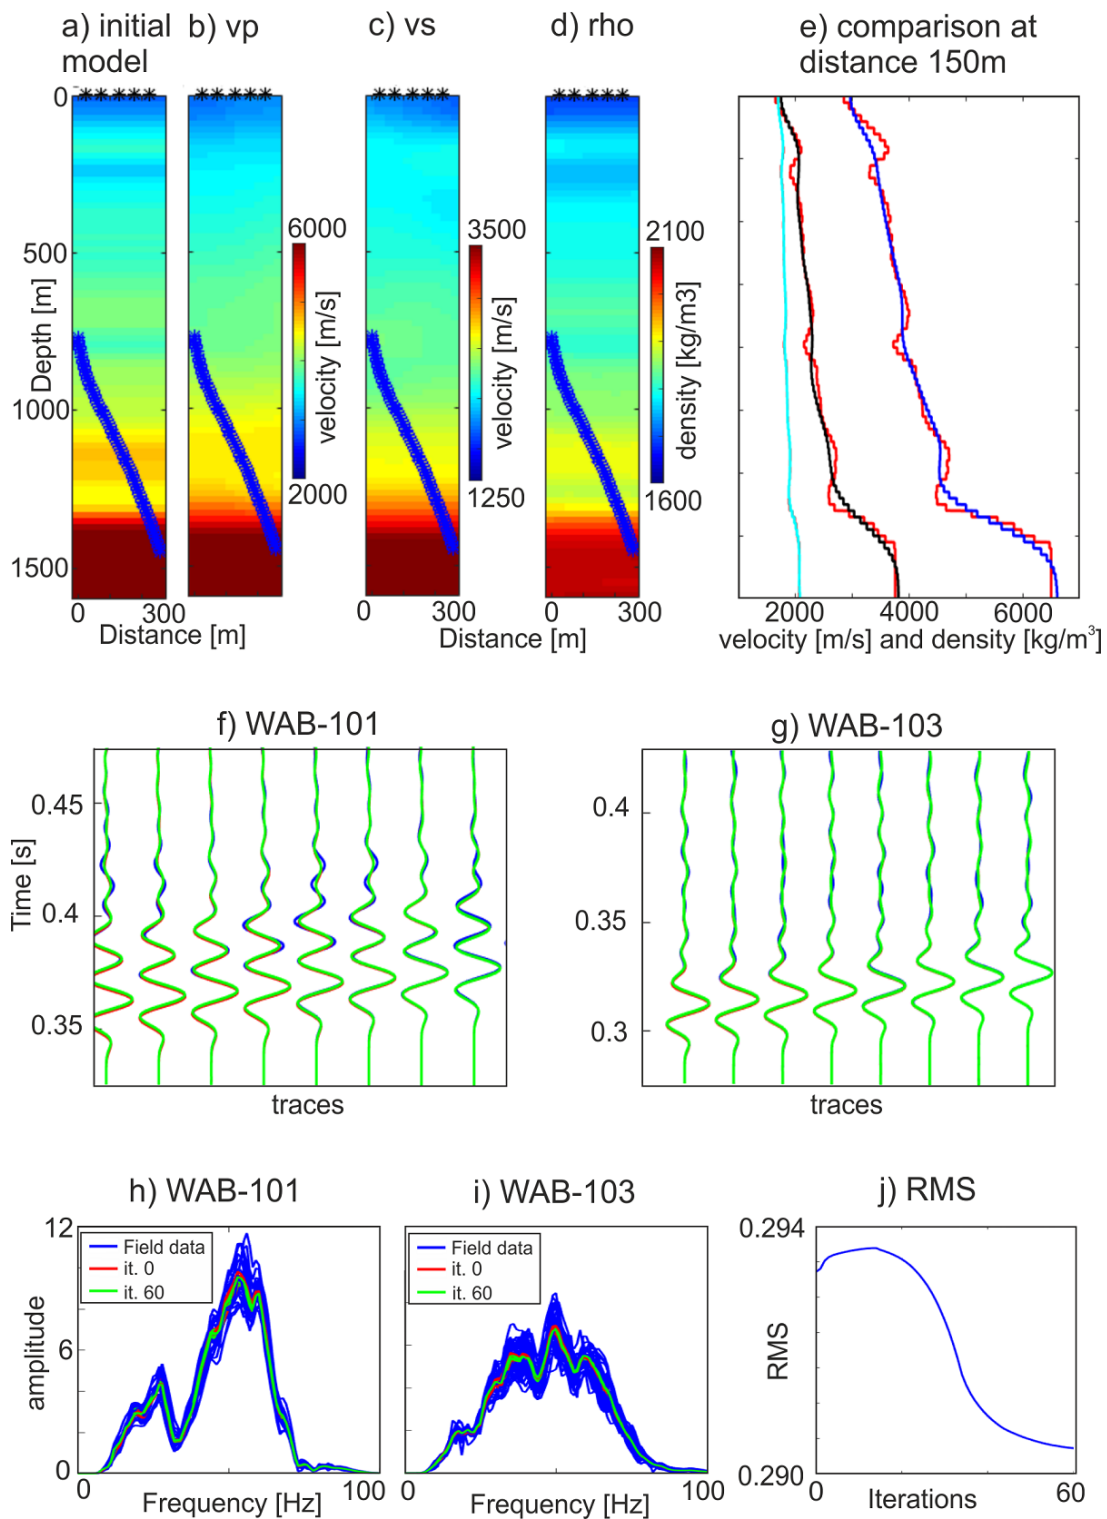 a) initial model
b) vp
c) vs
d) rho
e) comparison at distance 150m
0
500
1000
1500
Depth [m]
6000
2000
velocity [m/s]
3500
1250
velocity [m/s]
2100
1600
density [kg/m3]
0 300
Distance [m]
0 300 0 300
Distance [m]
2000 4000 6000
velocity [m/s] and density [kg/m³]
f) WAB-101
0.45
0.4
0.35
Time [s]
traces
g) WAB-103
0.4
0.35
0.3
traces
h) WAB-101
12
6
0
amplitude
Field data
it. 0
it. 60
0 100
Frequency [Hz]
i) WAB-103
Field data
it. 0
it. 60
0 100
Frequency [Hz]
j) RMS
0.294
0.290
RMS
0 60
Iterations